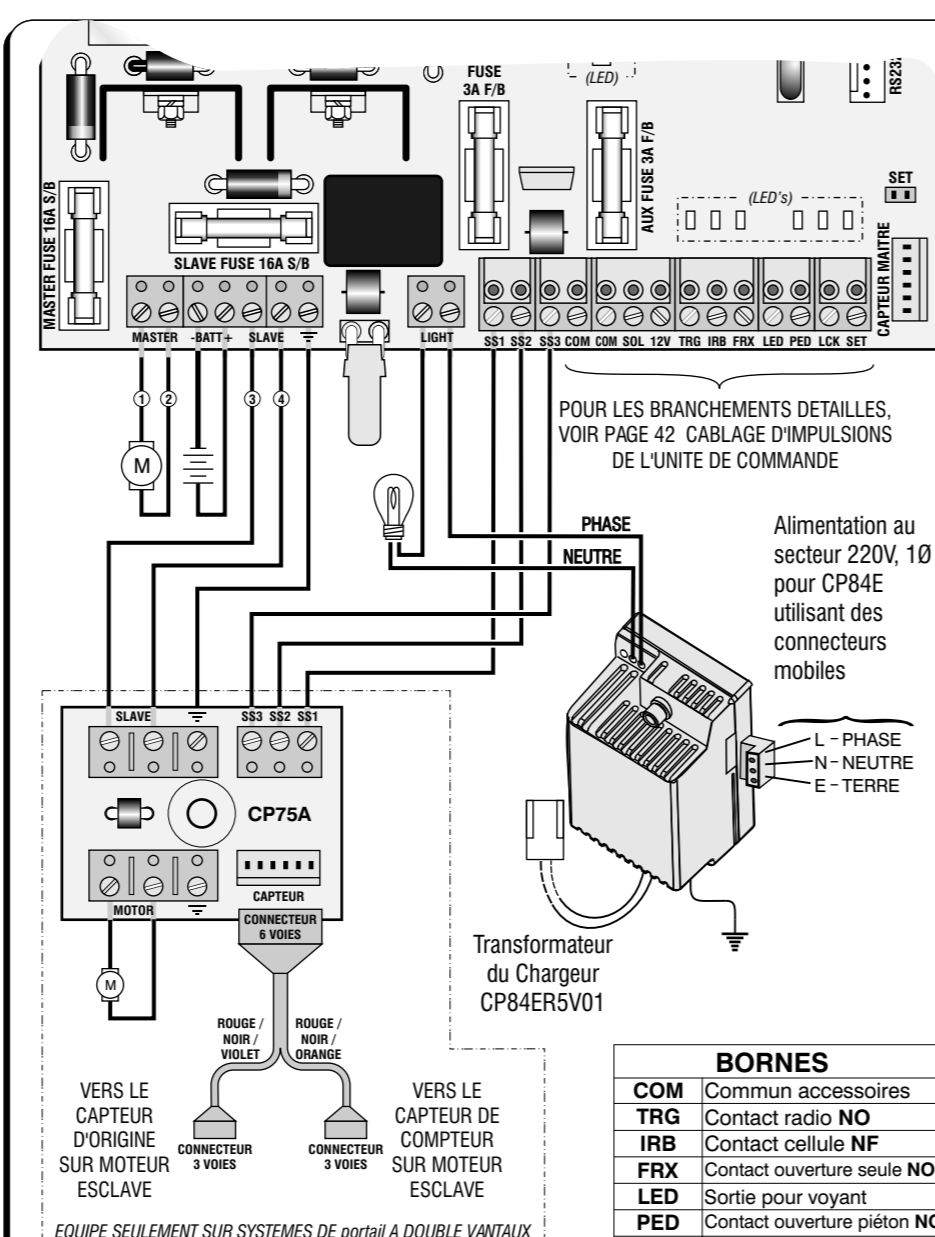 FUSE
3A F/B
(LED)
MASTER FUSE 16A S/B
SLAVE FUSE 16A S/B
AUX FUSE 3A F/B
(LED's)
SET
CAPTEUR MAITRE
MASTER -BATT+ SLAVE LIGHT
SS1 SS2 SS3 COM COM SOL 12V TRG IRB FRX LED PED LCK SET
1 2 3 4
M
POUR LES BRANCHEMENTS DETAILLES,
VOIR PAGE 42 CABLAGE D'IMPULSIONS
DE L'UNITE DE COMMANDE
PHASE
NEUTRE
Alimentation au
secteur 220V, 1Ø
pour CP84E
utilisant des
connecteurs
mobiles
L - PHASE
N - NEUTRE
E - TERRE
SLAVE SS3 SS2 SS1
CP75A
CAPTEUR
MOTOR
CONNECTEUR
6 VOIES
M
Transformateur
du Chargeur
CP84ER5V01
ROUGE /
NOIR /
VIOLET
ROUGE /
NOIR /
ORANGE
VERS LE
CAPTEUR
D'ORIGINE
SUR MOTEUR
ESCLAVE
CONNECTEUR
3 VOIES
CONNECTEUR
3 VOIES
VERS LE
CAPTEUR DE
COMPTEUR
SUR MOTEUR
ESCLAVE
EQUIPE SEULEMENT SUR SYSTEMES DE portail A DOUBLE VANTAUX
BORNES
COM Commun accessoires
TRG Contact radio NO
IRB Contact cellule NF
FRX Contact ouverture seule NO
LED Sortie pour voyant
PED Contact ouverture piéton NO